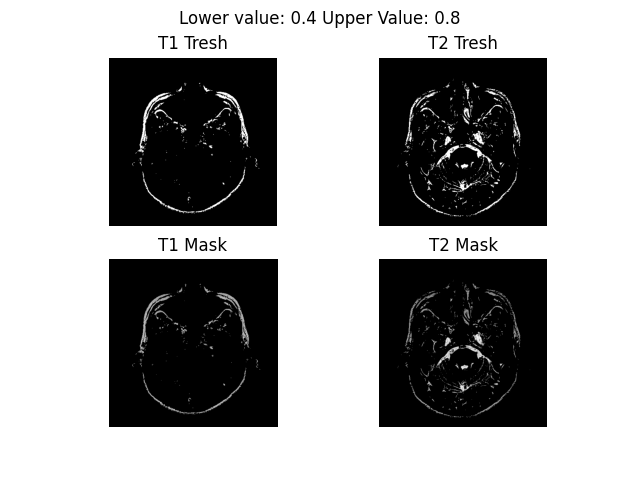 Lower value: 0.4 Upper Value: 0.8
T1 Tresh
T2 Tresh
T1 Mask
T2 Mask